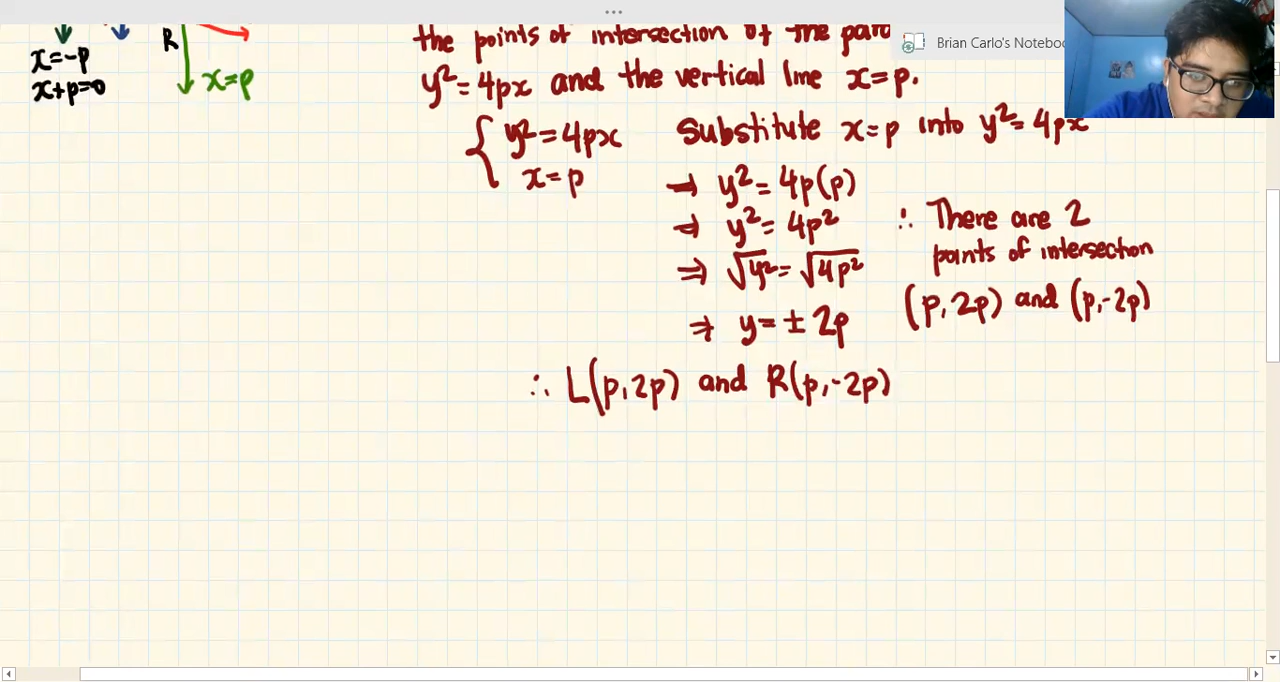 x=-p
x+p=0
R
x=p
the points of intersection of the
y²=4px and the vertical line x=p.
Brian Carlo's
y²=4px
x=p
Substitute x=p into y²=4px
→ y²=4p(p)
→ y²=4p²
⇒ √y²=√4p²
⇒ y=±2p
∴ There are 2
points of intersection
(p,2p) and (p,-2p)
∴ L(p,2p) and R(p,-2p)